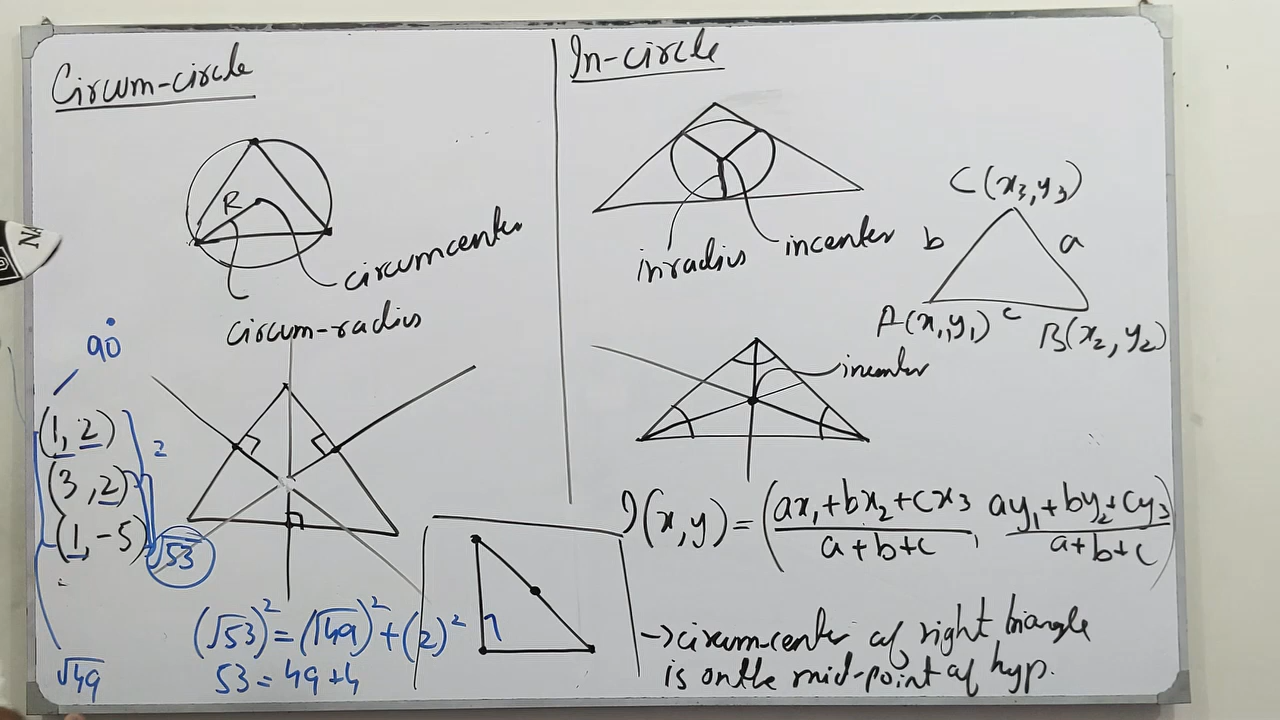 Circum-circle
R
circumcenter
circum-radius
90°
(1, 2)
2
(3, 2)
(1, -5)
√53
√49
(√53)² = (√49)² + (2)²
53 = 49+4
In-circle
inradius
incenter
C(x₃, y₃)
b
a
A(x₁, y₁)
c
B(x₂, y₂)
incenter
I(x, y) = (ax₁+bx₂+cx₃/a+b+c, ay₁+by₂+cy₃/a+b+c)
→circum-center of right triangle
is on the mid-point of hyp.